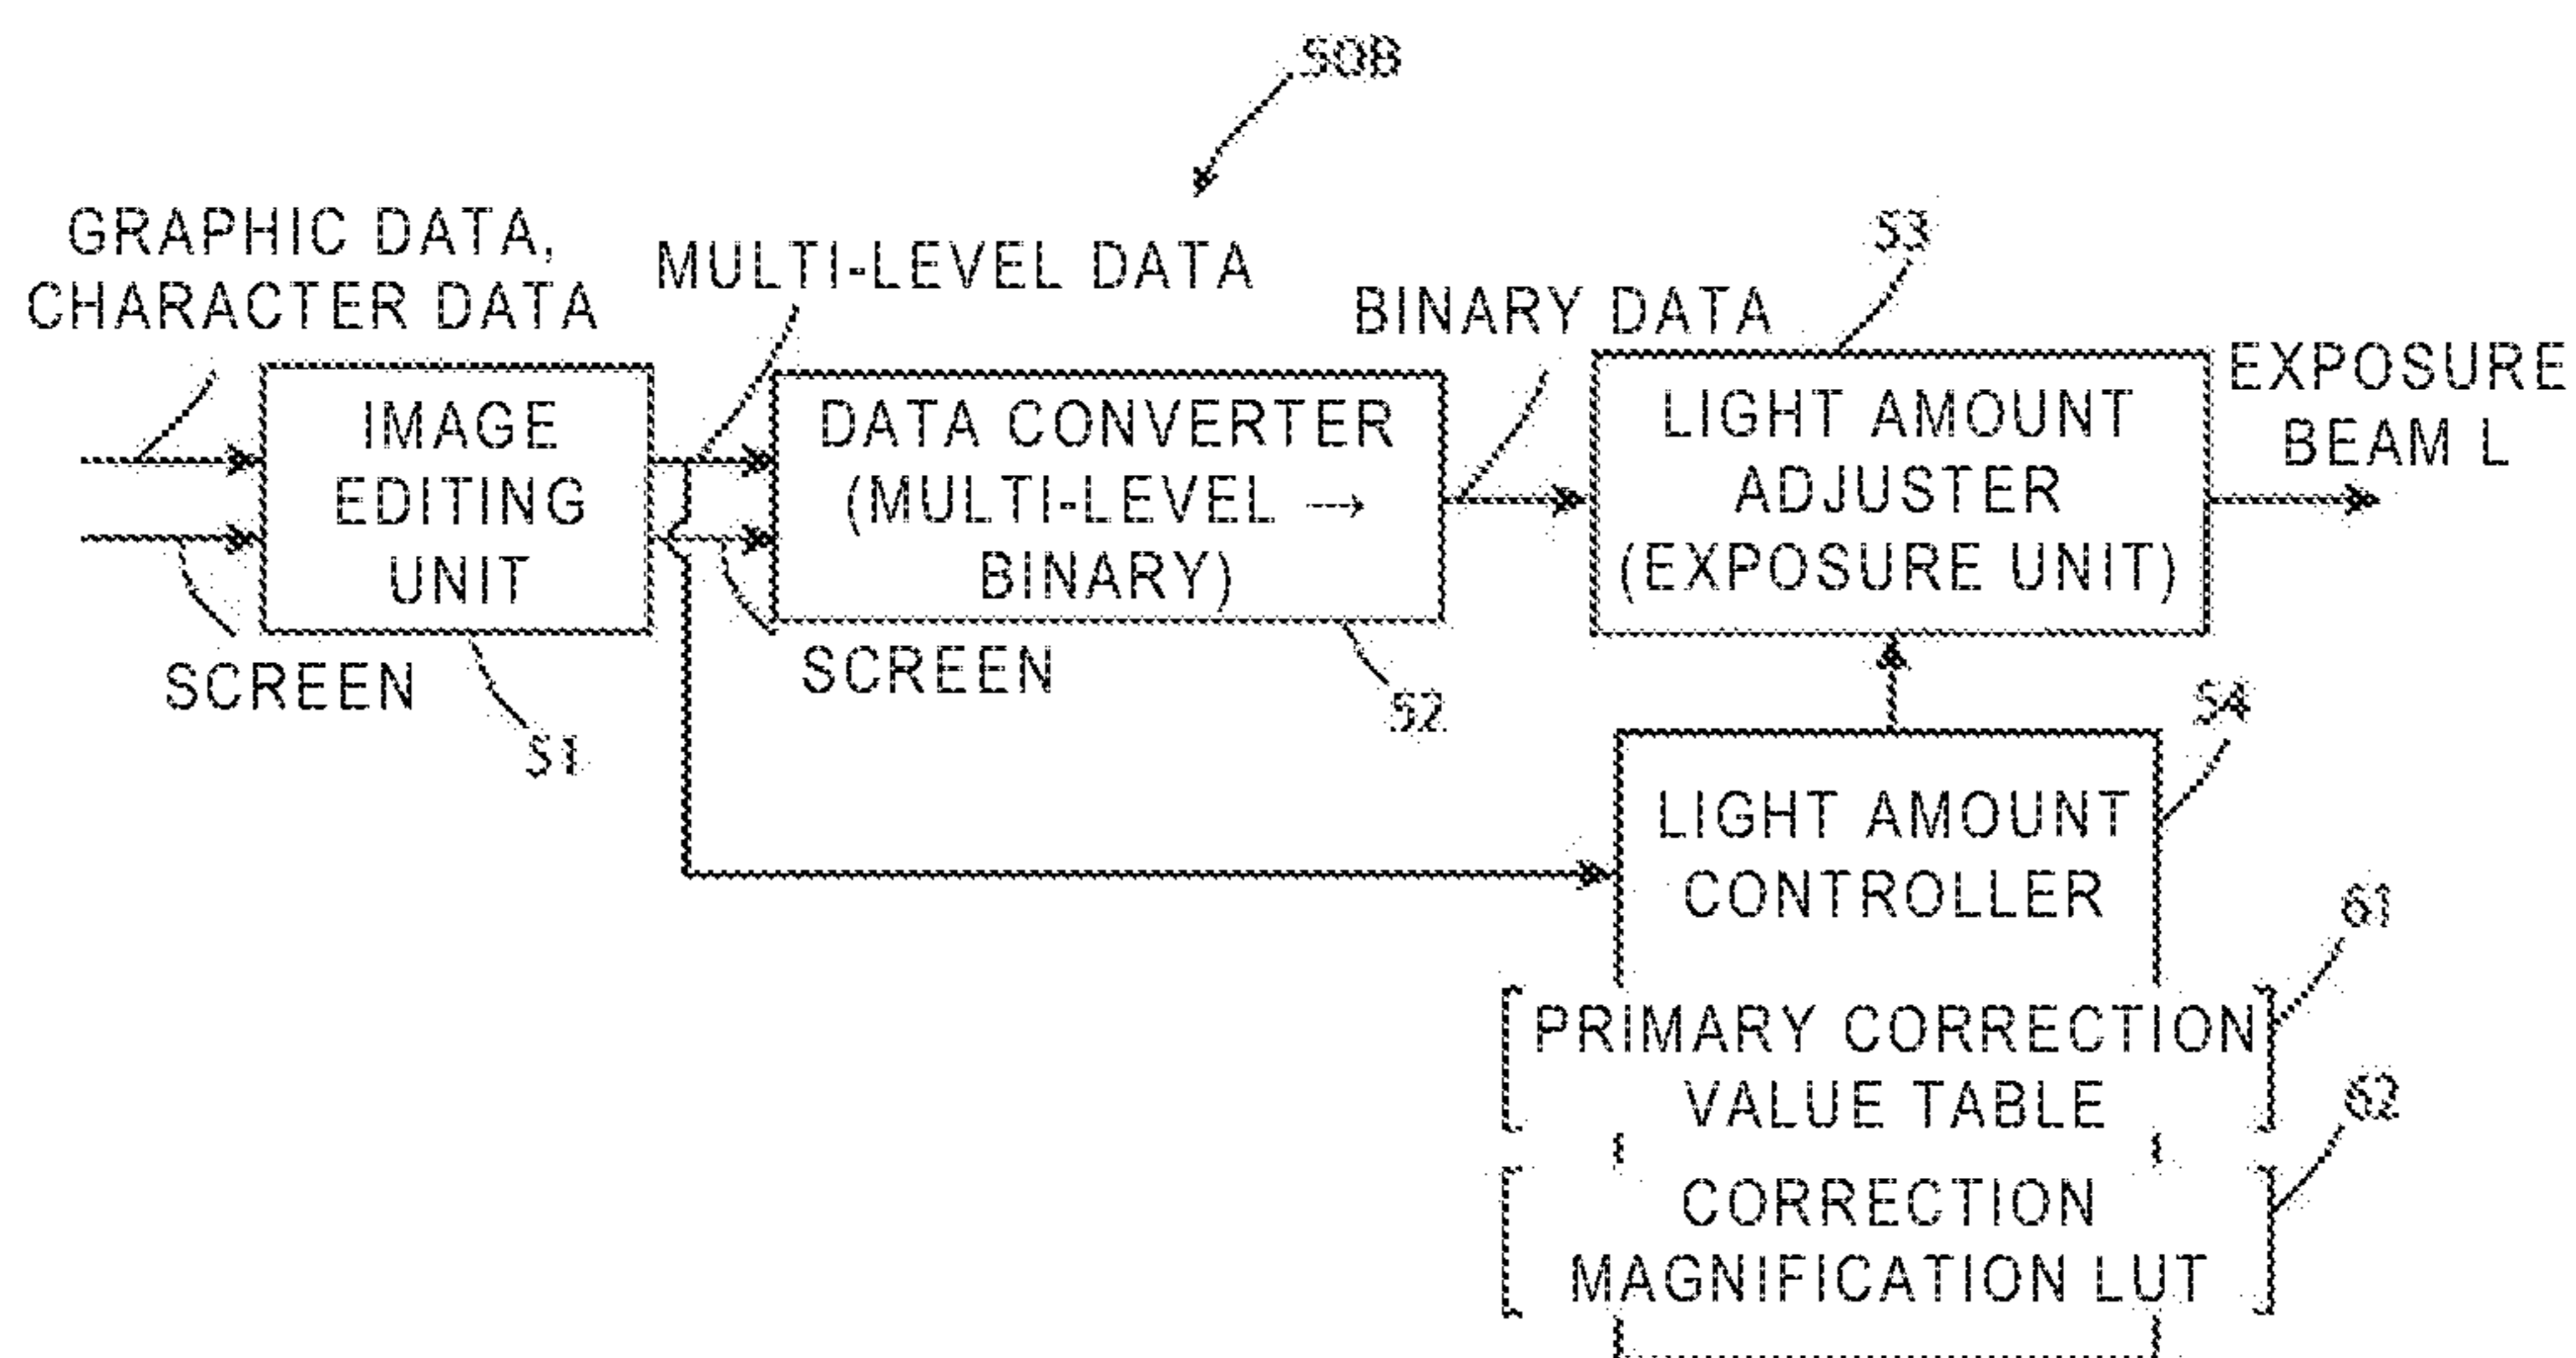 50B
GRAPHIC DATA,
CHARACTER DATA
MULTI-LEVEL DATA
BINARY DATA
53
EXPOSURE
BEAM L
IMAGE
EDITING
UNIT
DATA CONVERTER
(MULTI-LEVEL →
BINARY)
LIGHT AMOUNT
ADJUSTER
(EXPOSURE UNIT)
SCREEN
51
SCREEN
52
54
LIGHT AMOUNT
CONTROLLER
61
PRIMARY CORRECTION
VALUE TABLE
62
CORRECTION
MAGNIFICATION LUT